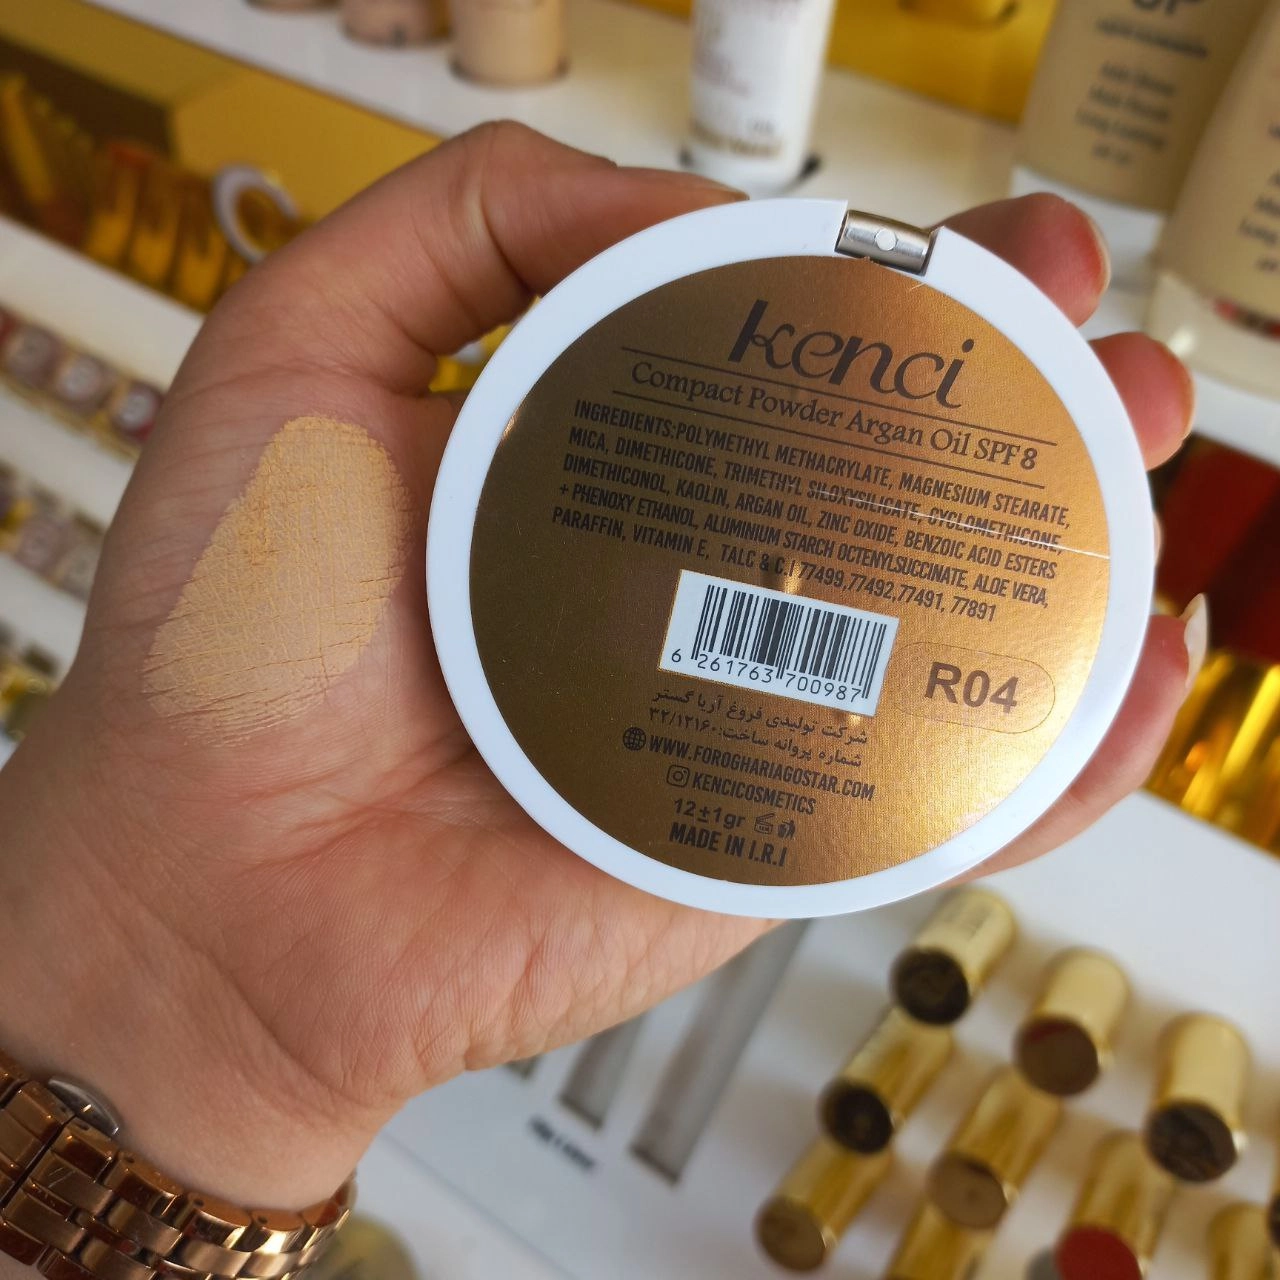 kenci
Compact Powder Argan Oil SPF8
INGREDIENTS:POLYMETHYL METHACRYLATE, MAGNESIUM STEARATE,
MICA, DIMETHICONE, TRIMETHYL SILOXYSILICATE, CYCLOMETHICONE,
DIMETHICONOL, KAOLIN, ARGAN OIL, ZINC OXIDE, BENZOIC ACID ESTERS
+ PHENOXY ETHANOL, ALUMINIUM STARCH OCTENYLSUCCINATE, ALOE VERA,
PARAFFIN, VITAMIN E, TALC & C.I 77499,77492,77491, 77891
6 261763 700987
R04
شرکت تولیدی فروغ آریا گستر
شماره پروانه ساخت:۳۲/۱۲۱۶۰
WWW.FOROGHARIAGOSTAR.COM
KENCICOSMETICS
12±1gr
MADE IN I.R.I